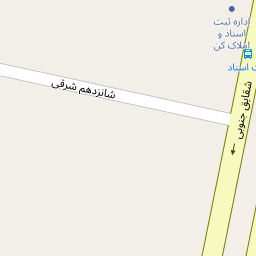 اداره ثبت
اسناد و
املاک کن
ت اسناد
شانزدهم شرقی
شقایق جنوبی